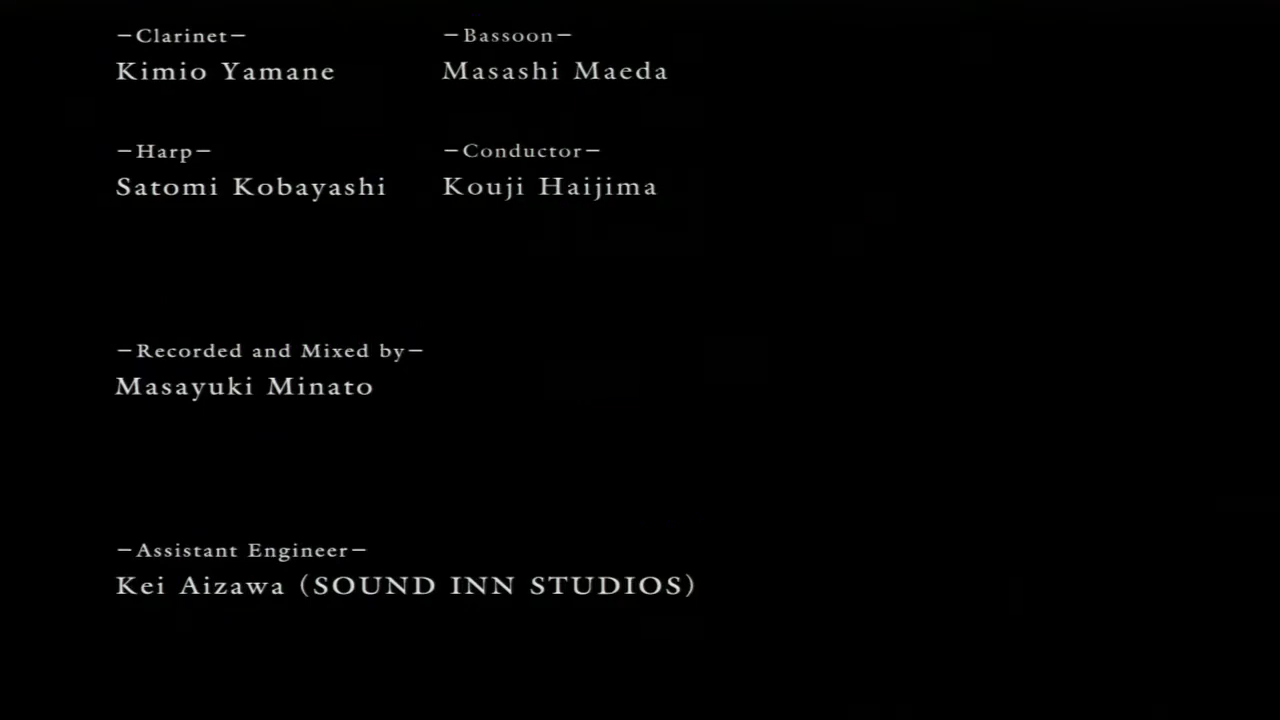 −Clarinet−
Kimio Yamane
−Bassoon−
Masashi Maeda
−Harp−
Satomi Kobayashi
−Conductor−
Kouji Haijima
−Recorded and Mixed by−
Masayuki Minato
−Assistant Engineer−
Kei Aizawa (SOUND INN STUDIOS)